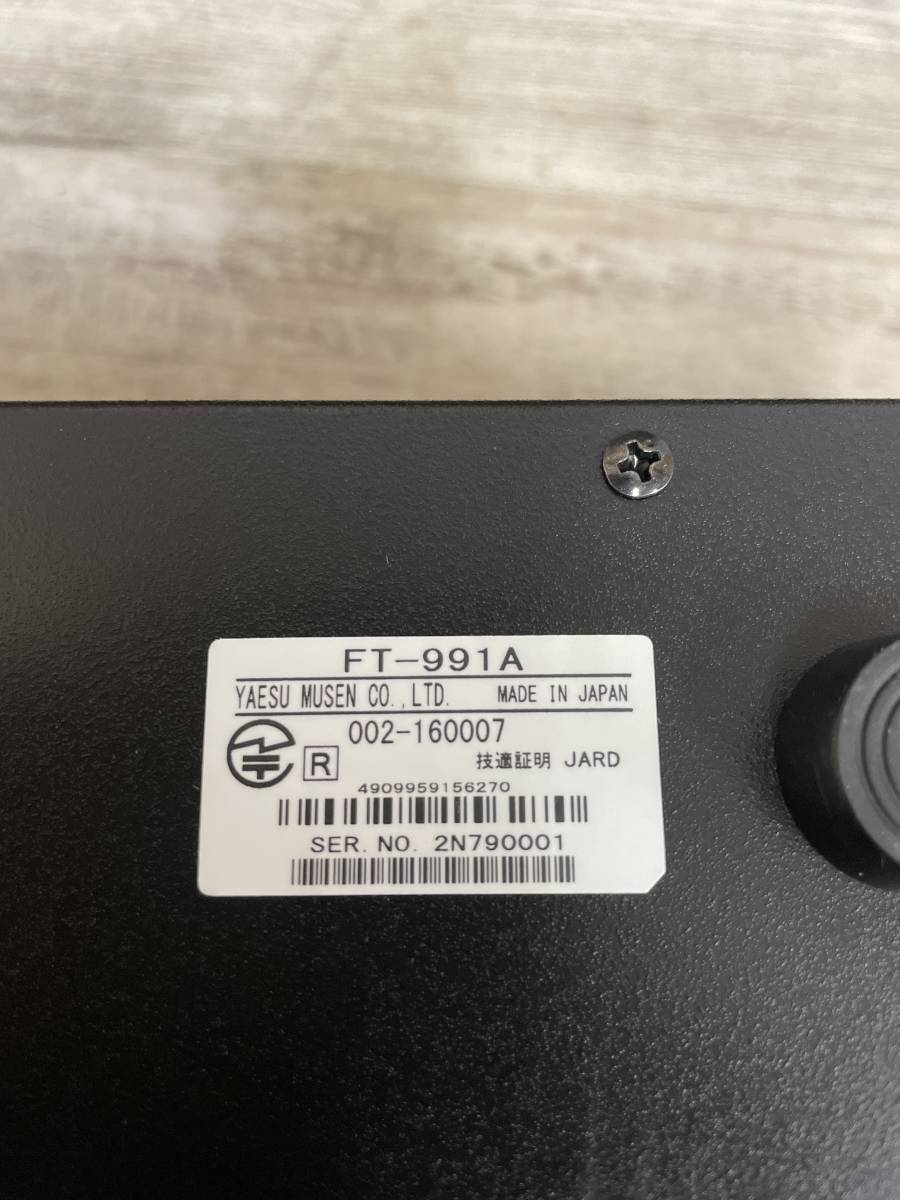 FT-991A
YAESU MUSEN CO.,LTD. MADE IN JAPAN
002-160007
R 技適証明 JARD
4909959156270
SER. NO. 2N790001